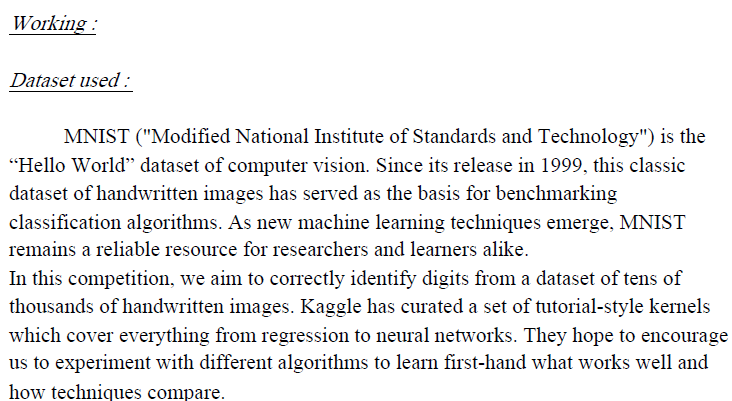 Working :
Dataset used :
MNIST ("Modified National Institute of Standards and Technology") is the
“Hello World” dataset of computer vision. Since its release in 1999, this classic
dataset of handwritten images has served as the basis for benchmarking
classification algorithms. As new machine learning techniques emerge, MNIST
remains a reliable resource for researchers and learners alike.
In this competition, we aim to correctly identify digits from a dataset of tens of
thousands of handwritten images. Kaggle has curated a set of tutorial-style kernels
which cover everything from regression to neural networks. They hope to encourage
us to experiment with different algorithms to learn first-hand what works well and
how techniques compare.